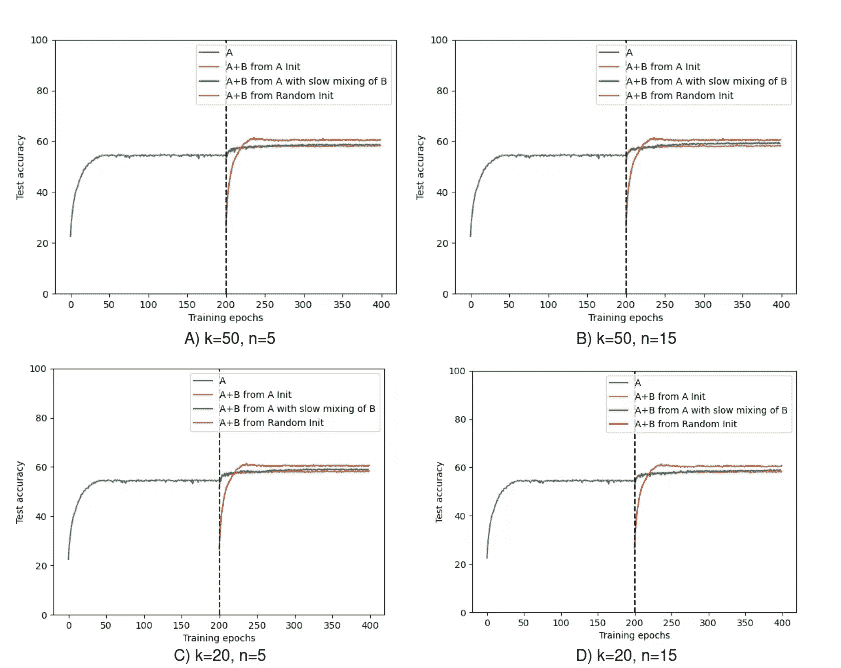 100
80
60
40
20
0
Test accuracy
A
A+B from A Init
A+B from A with slow mixing of B
A+B from Random Init
0 50 100 150 200 250 300 350 400
Training epochs
A) k=50, n=5
100
80
60
40
20
0
Test accuracy
A
A+B from A Init
A+B from A with slow mixing of B
A+B from Random Init
0 50 100 150 200 250 300 350 400
Training epochs
B) k=50, n=15
100
80
60
40
20
0
Test accuracy
A
A+B from A Init
A+B from A with slow mixing of B
A+B from Random Init
0 50 100 150 200 250 300 350 400
Training epochs
C) k=20, n=5
100
80
60
40
20
0
Test accuracy
A
A+B from A Init
A+B from A with slow mixing of B
A+B from Random Init
0 50 100 150 200 250 300 350 400
Training epochs
D) k=20, n=15